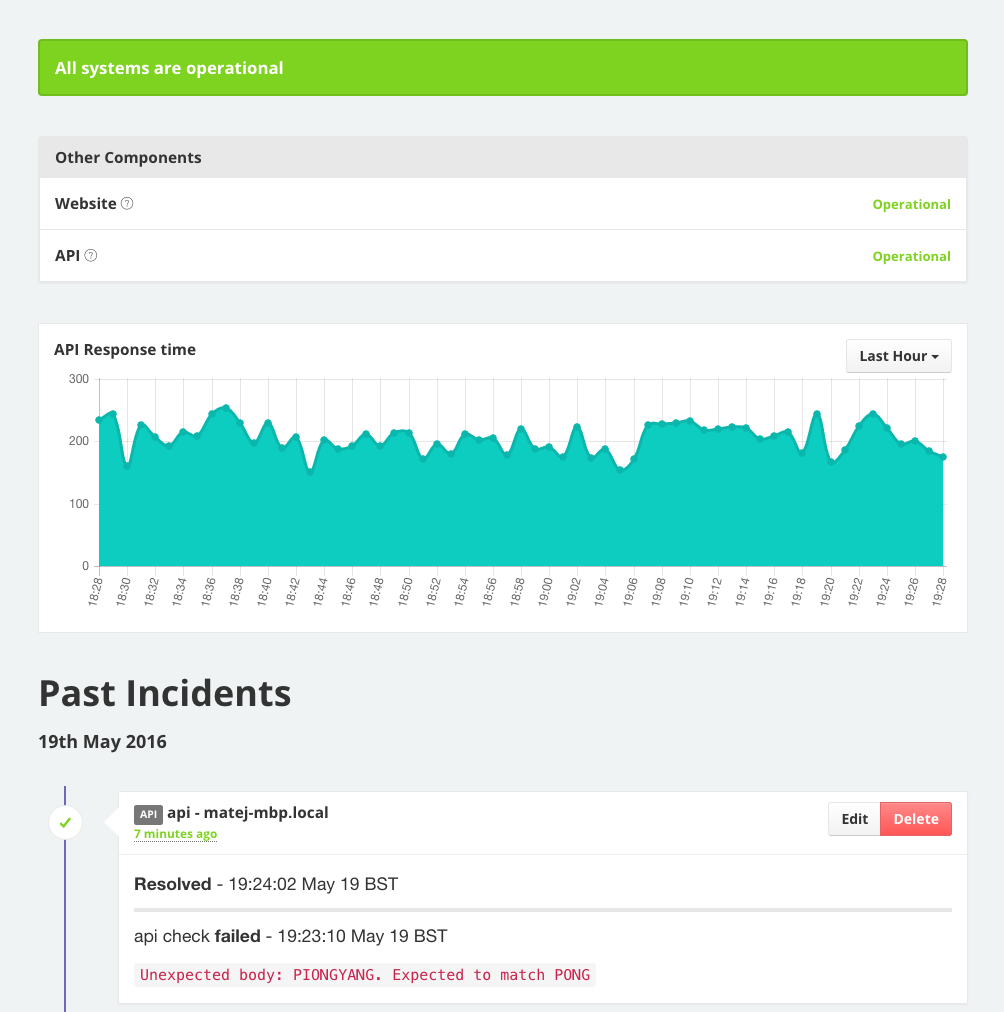 All systems are operational
Other Components
Website ?
Operational
API ?
Operational
API Response time
Last Hour
300
200
100
0
18:28 18:30 18:32 18:34 18:36 18:38 18:40 18:42 18:44 18:46 18:48 18:50 18:52 18:54 18:56 18:58 19:00 19:02 19:04 19:06 19:08 19:10 19:12 19:14 19:16 19:18 19:20 19:22 19:24 19:26 19:28
Past Incidents
19th May 2016
API api - matej-mbp.local
7 minutes ago
Edit Delete
Resolved - 19:24:02 May 19 BST
api check failed - 19:23:10 May 19 BST
Unexpected body: PIONGYANG. Expected to match PONG